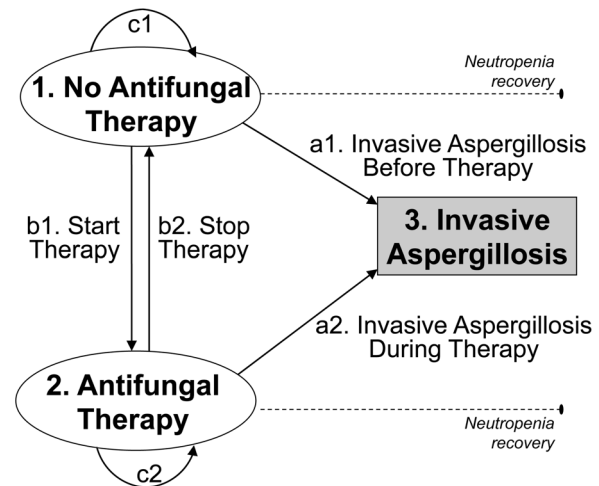 c1
1. No Antifungal
Therapy
Neutropenia
recovery
a1. Invasive Aspergillosis
Before Therapy
b1. Start
Therapy
b2. Stop
Therapy
3. Invasive
Aspergillosis
a2. Invasive Aspergillosis
During Therapy
2. Antifungal
Therapy
Neutropenia
recovery
c2